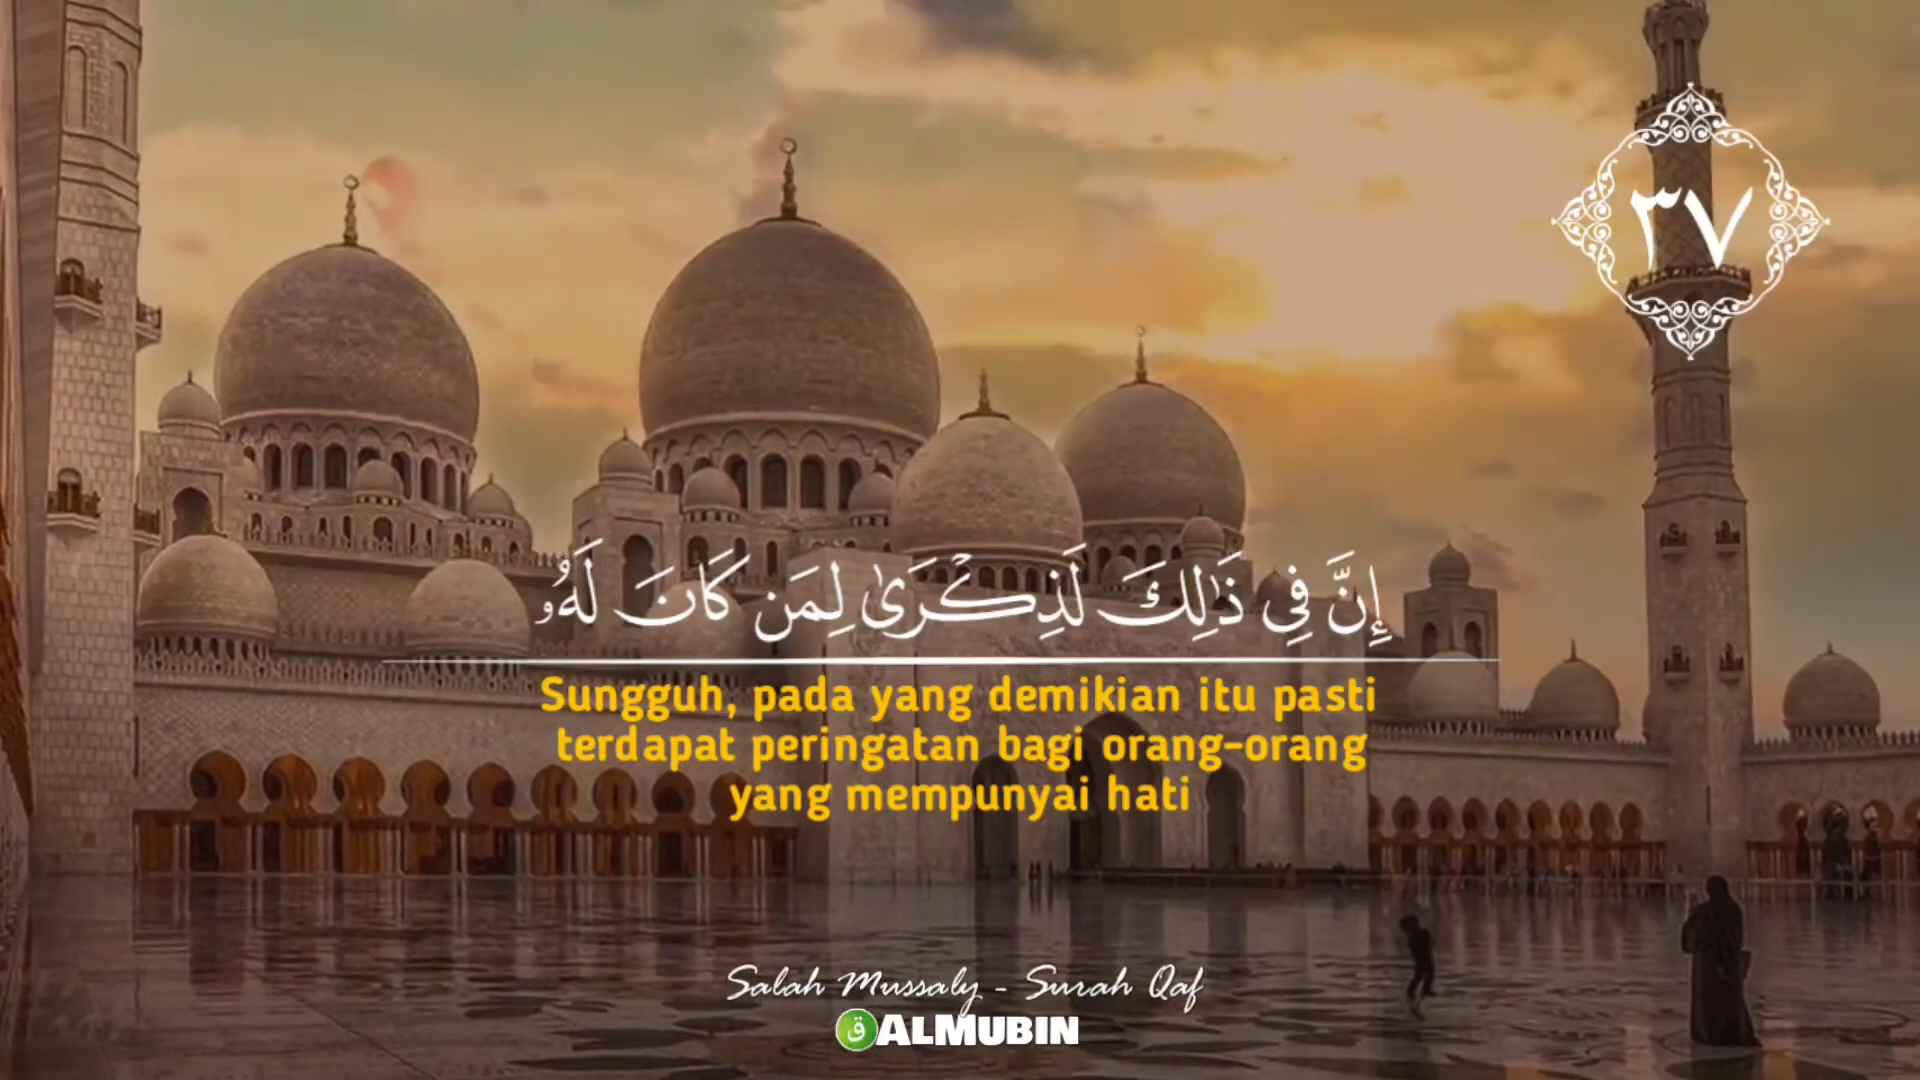 ٣٧
إِنَّ فِى ذَٰلِكَ لَذِكْرَىٰ لِمَن كَانَ لَهُۥ
Sungguh, pada yang demikian itu pasti
terdapat peringatan bagi orang-orang
yang mempunyai hati
Salah Mussaly - Surah Qaf
ق ALMUBIN